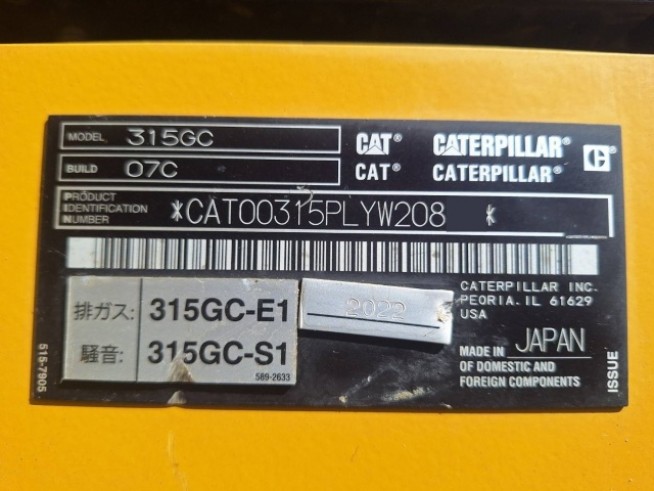 MODEL 315GC
BUILD 07C
CAT® CATERPILLAR® C
CAT® CATERPILLAR®
PRODUCT
IDENTIFICATION
NUMBER
*CAT00315PLYW208 *
排ガス: 315GC-E1
騒音: 315GC-S1
589-2633
2022
CATERPILLAR INC.
PEORIA. IL 61629
USA
MADE IN JAPAN
OF DOMESTIC AND
FOREIGN COMPONENTS
515-7905
ISSUE